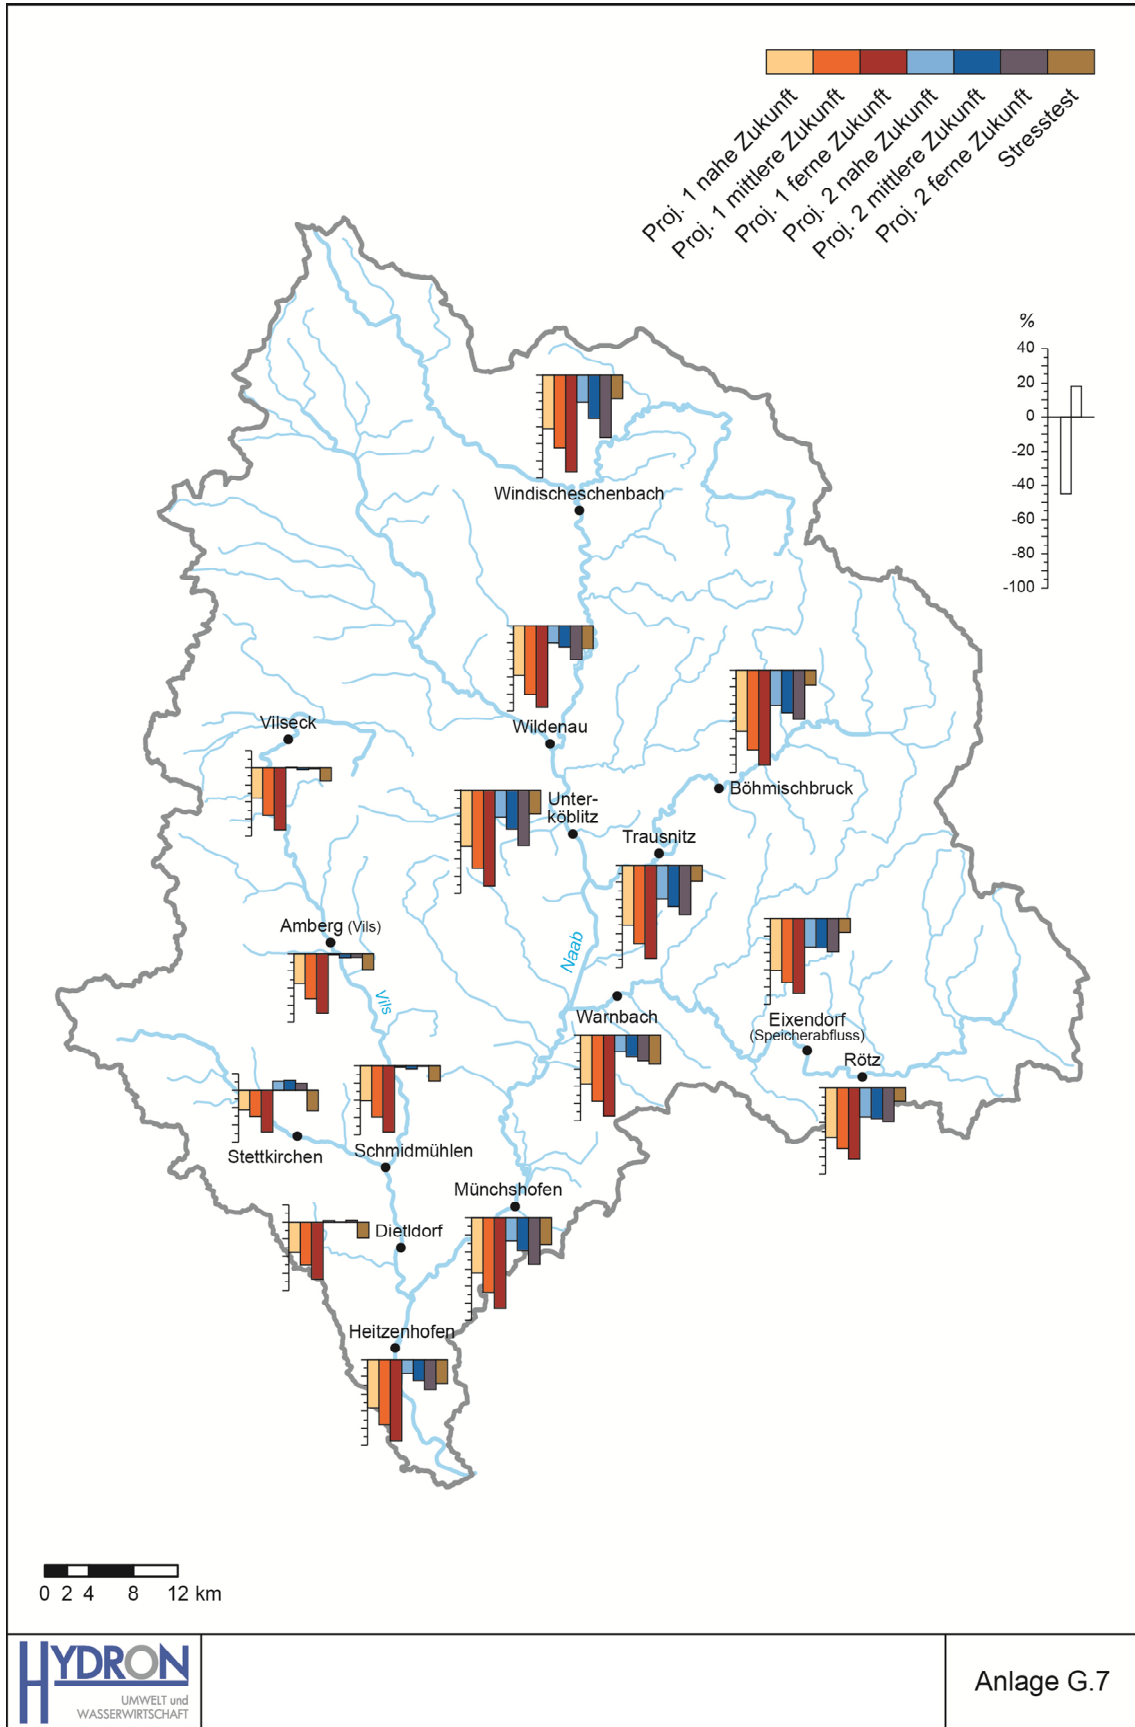 Proj. 1 nahe Zukunft
Proj. 1 mittlere Zukunft
Proj. 1 ferne Zukunft
Proj. 2 nahe Zukunft
Proj. 2 mittlere Zukunft
Proj. 2 ferne Zukunft
Stresstest
%
40
20
0
-20
-40
-60
-80
-100
Windischeschenbach
Vilseck
Wildenau
Böhmischbruck
Unter-
köblitz
Trausnitz
Amberg (Vils)
Naab
Vils
Warnbach
Eixendorf
(Speicherabfluss)
Rötz
Stettkirchen
Schmidmühlen
Münchshofen
Dietldorf
Heitzenhofen
0 2 4 8 12 km
HYDRON
UMWELT und
WASSERWIRTSCHAFT
Anlage G.7